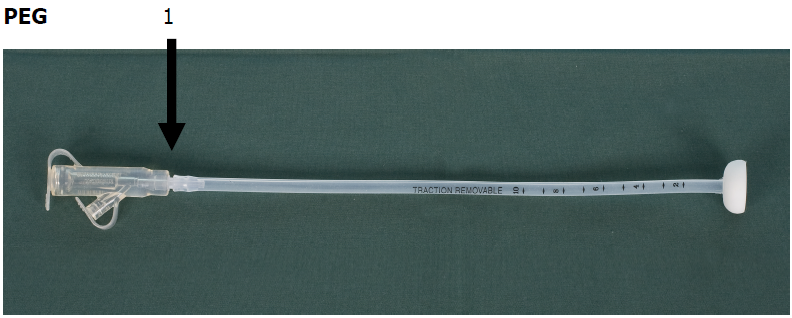 PEG 1
TRACTION REMOVABLE 10 8 6 4 2